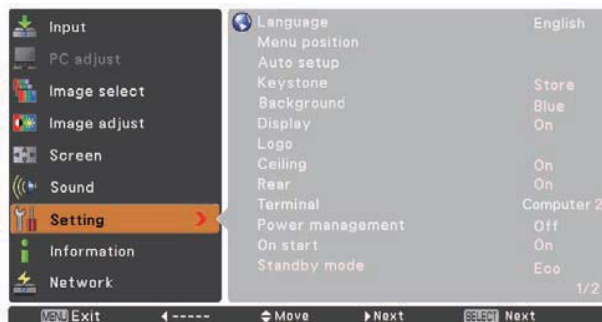 Input
PC adjust
Image select
Image adjust
Screen
Sound
Setting
Information
Network
Language English
Menu position
Auto setup
Keystone Store
Background Blue
Display On
Logo
Ceiling On
Rear On
Terminal Computer 2
Power management Off
On start On
Standby mode Eco
1/2
MENU Exit ◀----- Move Next SELECT Next